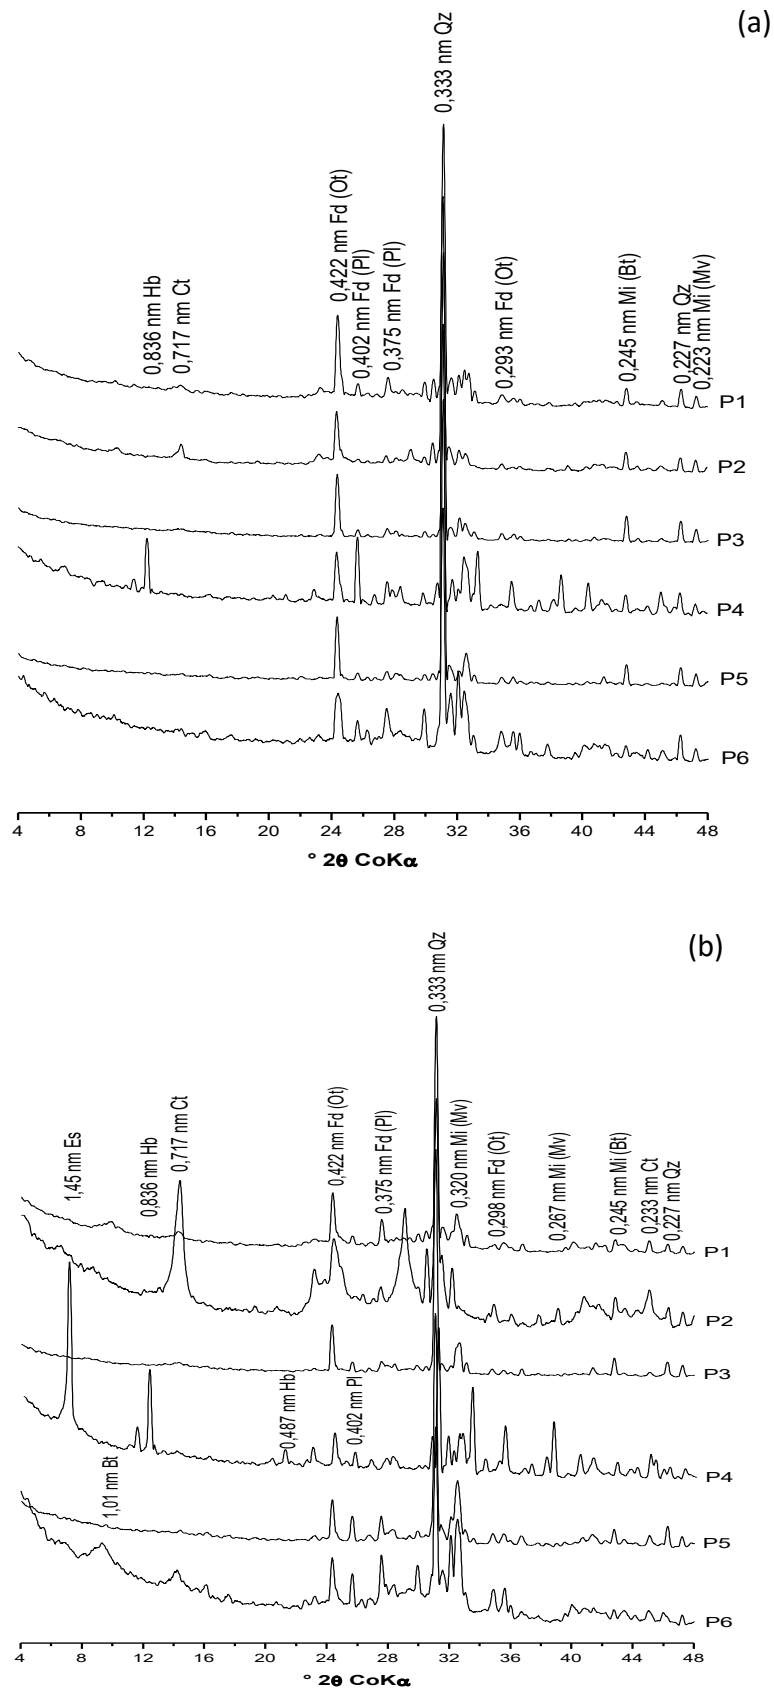 (a)
0,333 nm Qz
0,422 nm Fd (Ot)
0,402 nm Fd (Pl)
0,375 nm Fd (Pl)
0,836 nm Hb
0,717 nm Ct
0,293 nm Fd (Ot)
0,245 nm Mi (Bt)
0,227 nm Qz
0,223 nm Mi (Mv)
P1
P2
P3
P4
P5
P6
4 8 12 16 20 24 28 32 36 40 44 48
° 2θ CoKα
(b)
0,333 nm Qz
1,45 nm Es
0,836 nm Hb
0,717 nm Ct
0,422 nm Fd (Ot)
0,375 nm Fd (Pl)
0,320 nm Mi (Mv)
0,298 nm Fd (Ot)
0,267 nm Mi (Mv)
0,245 nm Mi (Bt)
0,233 nm Ct
0,227 nm Qz
P1
P2
P3
0,487 nm Hb
0,402 nm Pl
P4
1,01 nm Bt
P5
P6
4 8 12 16 20 24 28 32 36 40 44 48
° 2θ CoKα